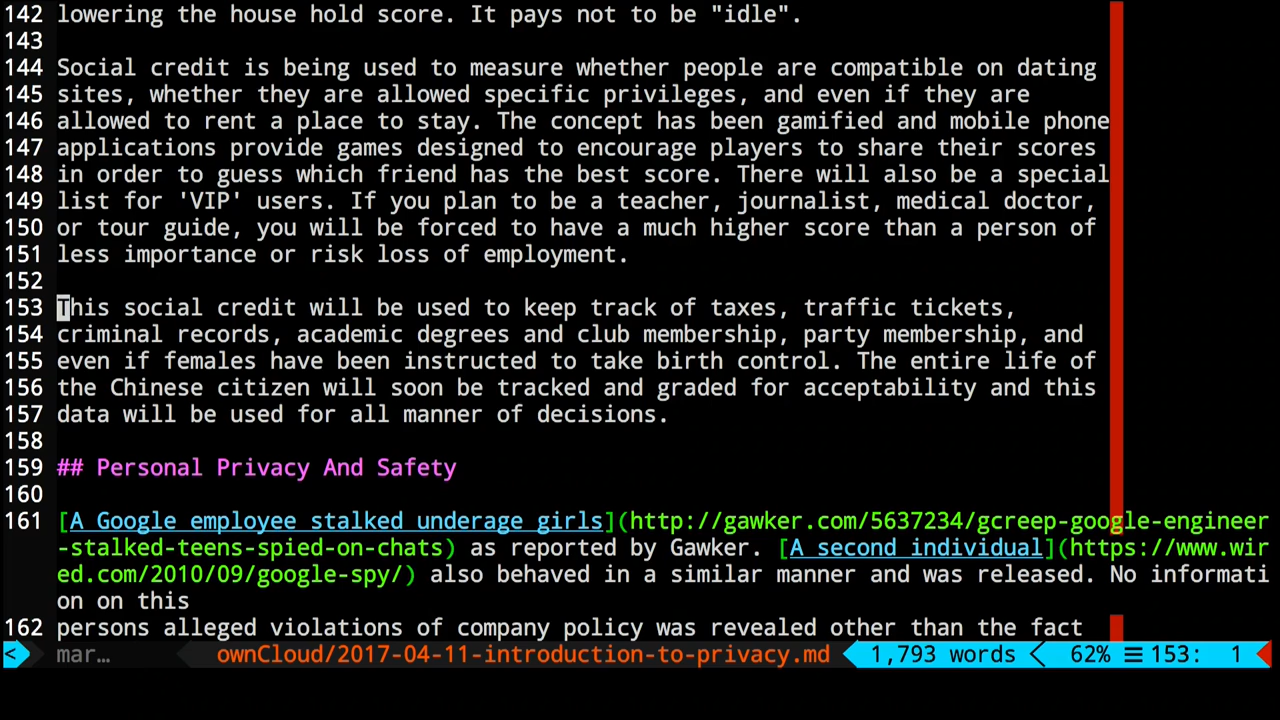 142 lowering the house hold score. It pays not to be "idle".
143
144 Social credit is being used to measure whether people are compatible on dating
145 sites, whether they are allowed specific privileges, and even if they are
146 allowed to rent a place to stay. The concept has been gamified and mobile phone
147 applications provide games designed to encourage players to share their scores
148 in order to guess which friend has the best score. There will also be a special
149 list for 'VIP' users. If you plan to be a teacher, journalist, medical doctor,
150 or tour guide, you will be forced to have a much higher score than a person of
151 less importance or risk loss of employment.
152
153 This social credit will be used to keep track of taxes, traffic tickets,
154 criminal records, academic degrees and club membership, party membership, and
155 even if females have been instructed to take birth control. The entire life of
156 the Chinese citizen will soon be tracked and graded for acceptability and this
157 data will be used for all manner of decisions.
158
159 ## Personal Privacy And Safety
160
161 [A Google employee stalked underage girls](http://gawker.com/5637234/gcreep-google-engineer
-stalked-teens-spied-on-chats) as reported by Gawker. [A second individual](https://www.wir
ed.com/2010/09/google-spy/) also behaved in a similar manner and was released. No informati
on on this
162 persons alleged violations of company policy was revealed other than the fact
< mar… ownCloud/2017-04-11-introduction-to-privacy.md 1,793 words < 62% ☰ 153: 1